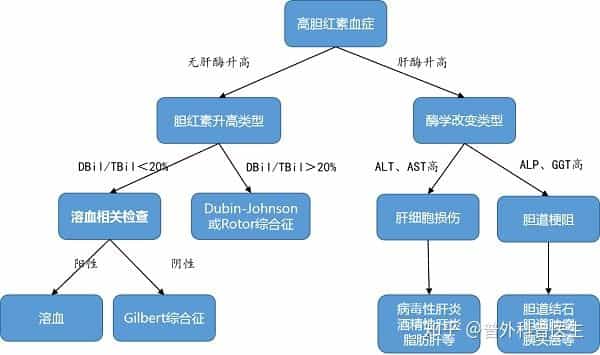 高胆红素血症
无肝酶升高
肝酶升高
胆红素升高类型
酶学改变类型
DBil/TBil<20%
DBil/TBil>20%
ALT、AST高
ALP、GGT高
溶血相关检查
Dubin-Johnson
或Rotor综合征
肝细胞损伤
胆道梗阻
阳性
阴性
溶血
Gilbert综合征
病毒性肝炎
酒精性肝炎
脂肪肝等
胆道结石
胆道肿瘤
胰头癌等
知乎 @普外科曾医生